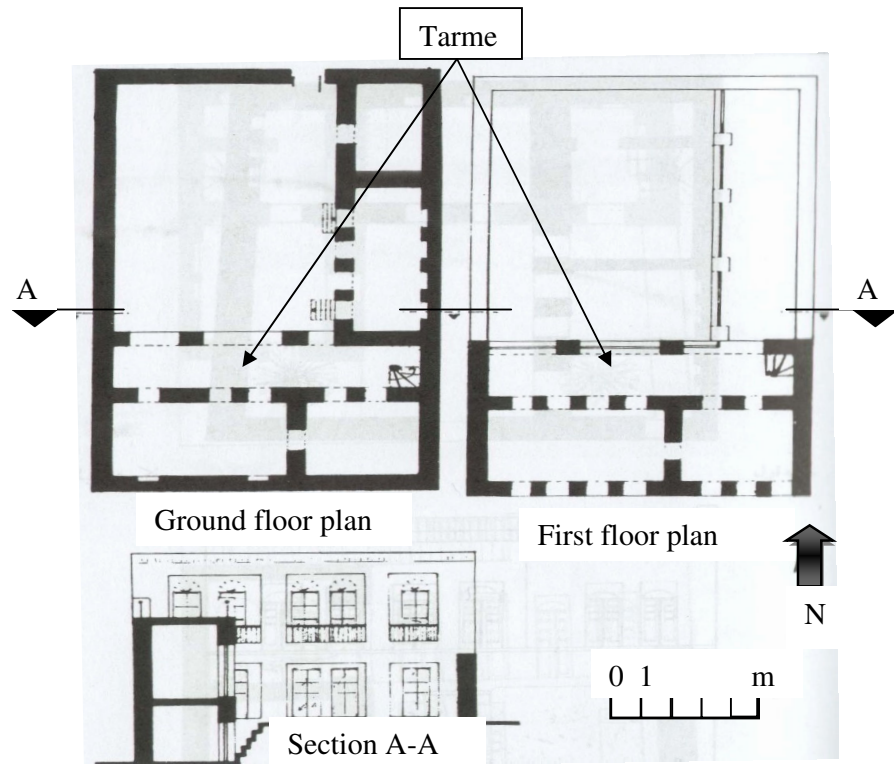 Tarme
A
A
Ground floor plan
First floor plan
N
0 1 m
Section A-A